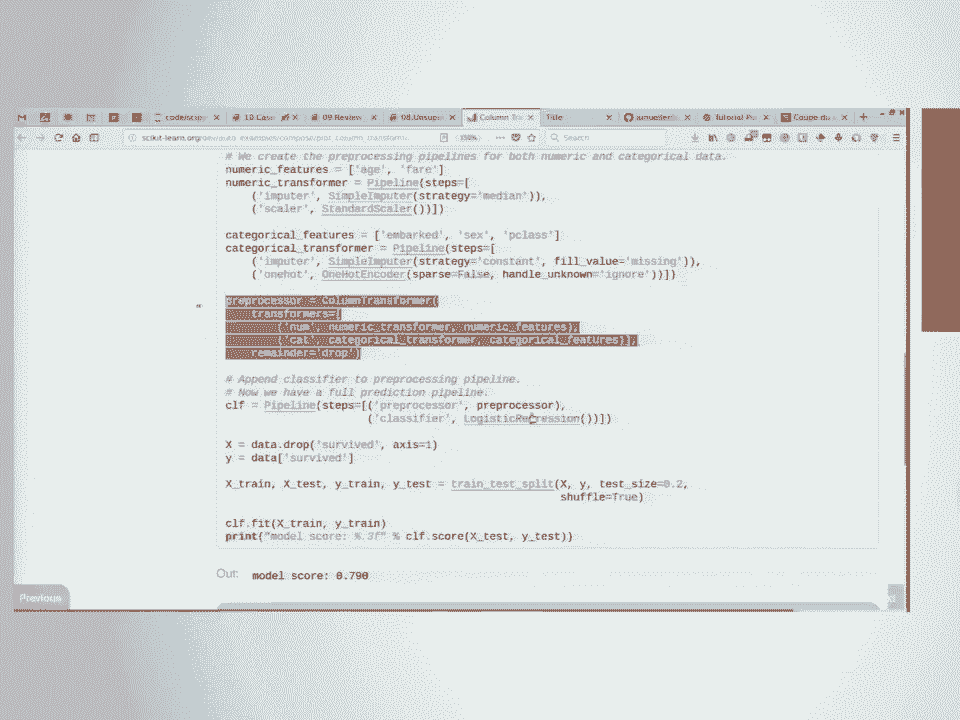 code/scipy 10.Case 09.Review 08.Unsuper Column Tra Title amueller/sc Tutorial Pa Coupe du
scikit-learn.org/ 150% Search
# We create the preprocessing pipelines for both numeric and categorical data.
numeric_features = ['age', 'fare']
numeric_transformer = Pipeline(steps=[
('imputer', SimpleImputer(strategy='median')),
('scaler', StandardScaler())])
categorical_features = ['embarked', 'sex', 'pclass']
categorical_transformer = Pipeline(steps=[
('imputer', SimpleImputer(strategy='constant', fill_value='missing')),
('onehot', OneHotEncoder(sparse=False, handle_unknown='ignore'))])
preprocessor = ColumnTransformer(
transformers=[
('num', numeric_transformer, numeric_features),
('cat', categorical_transformer, categorical_features)],
remainder='drop')
# Append classifier to preprocessing pipeline.
# Now we have a full prediction pipeline.
clf = Pipeline(steps=[('preprocessor', preprocessor),
('classifier', LogisticRegression())])
X = data.drop('survived', axis=1)
y = data['survived']
X_train, X_test, y_train, y_test = train_test_split(X, y, test_size=0.2,
shuffle=True)
clf.fit(X_train, y_train)
print("model score: %.3f" % clf.score(X_test, y_test))
Out: model score: 0.790
Previous